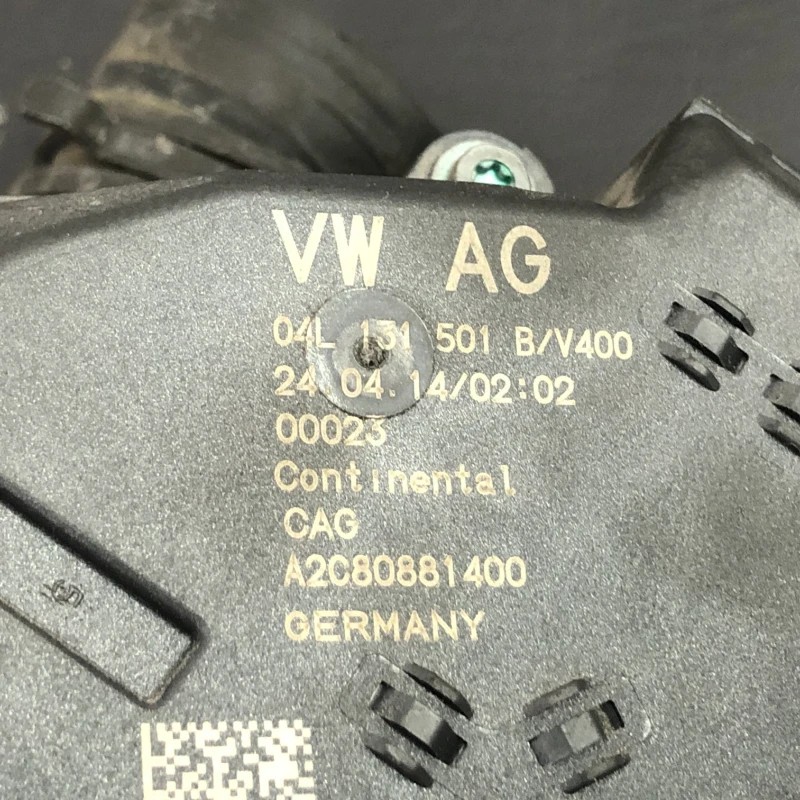 VW AG
04L 131 501 B/V400
24.04.14/02:02
00023
Continental
CAG
A2C80881400
GERMANY